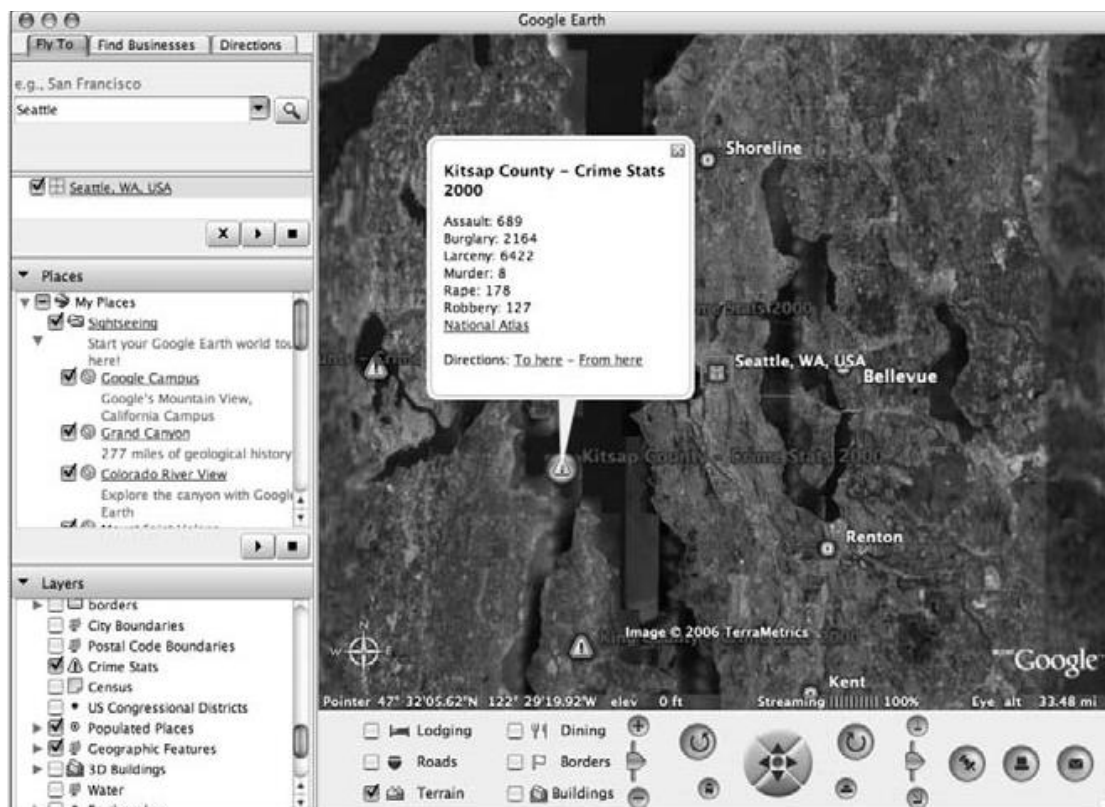 Google Earth
Fly To Find Businesses Directions
e.g., San Francisco
Seattle
Seattle, WA, USA
Places
My Places
Sightseeing
Start your Google Earth world tou
here!
Google Campus
Google's Mountain View,
California Campus
Grand Canyon
277 miles of geological history
Colorado River View
Explore the canyon with Googl
Earth
Layers
borders
City Boundaries
Postal Code Boundaries
Crime Stats
Census
US Congressional Districts
Populated Places
Geographic Features
3D Buildings
Water
Kitsap County - Crime Stats
2000
Assault: 689
Burglary: 2164
Larceny: 6422
Murder: 8
Rape: 178
Robbery: 127
National Atlas
Directions: To here - From here
Shoreline
Stats 2000
Seattle, WA, USA
Bellevue
Kitsap County - Crime Stats 2000
Renton
Image © 2006 TerraMetrics
N
W E
Google
Kent
Pointer 47° 32'05.62"N 122° 29'19.92"W elev 0 ft Streaming 100% Eye alt 33.48 mi
Lodging Dining
Roads Borders
Terrain Buildings